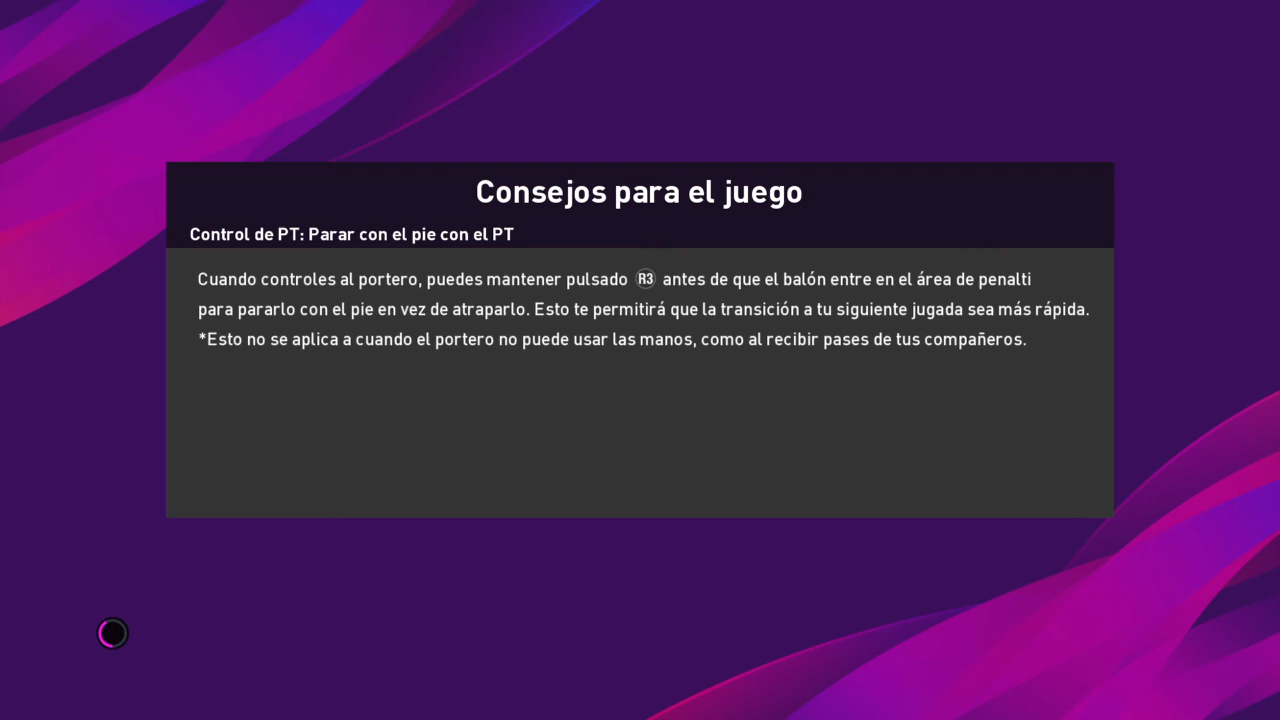 Consejos para el juego
Control de PT: Parar con el pie con el PT
Cuando controles al portero, puedes mantener pulsado R3 antes de que el balón entre en el área de penalti
para pararlo con el pie en vez de atraparlo. Esto te permitirá que la transición a tu siguiente jugada sea más rápida.
*Esto no se aplica a cuando el portero no puede usar las manos, como al recibir pases de tus compañeros.